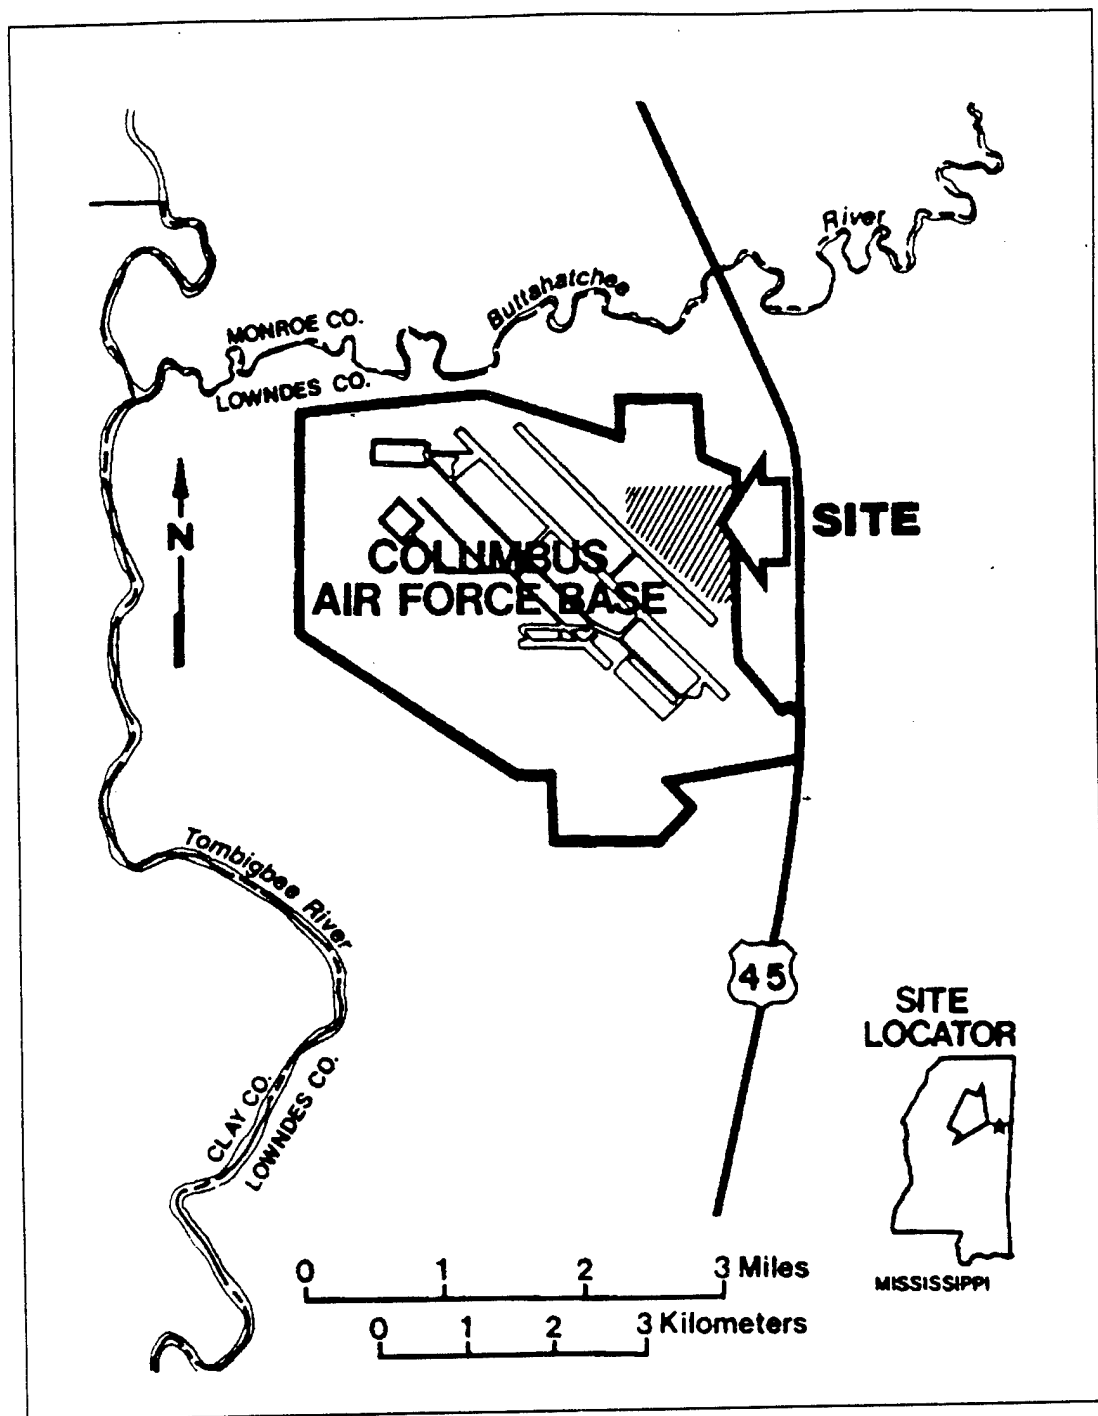 River
Buttahatchee
MONROE CO.
LOWNDES CO.
N
SITE
COLUMBUS
AIR FORCE BASE
Tombigbee River
45
SITE
LOCATOR
CLAY CO.
LOWNDES CO.
MISSISSIPPI
0 1 2 3 Miles
0 1 2 3 Kilometers